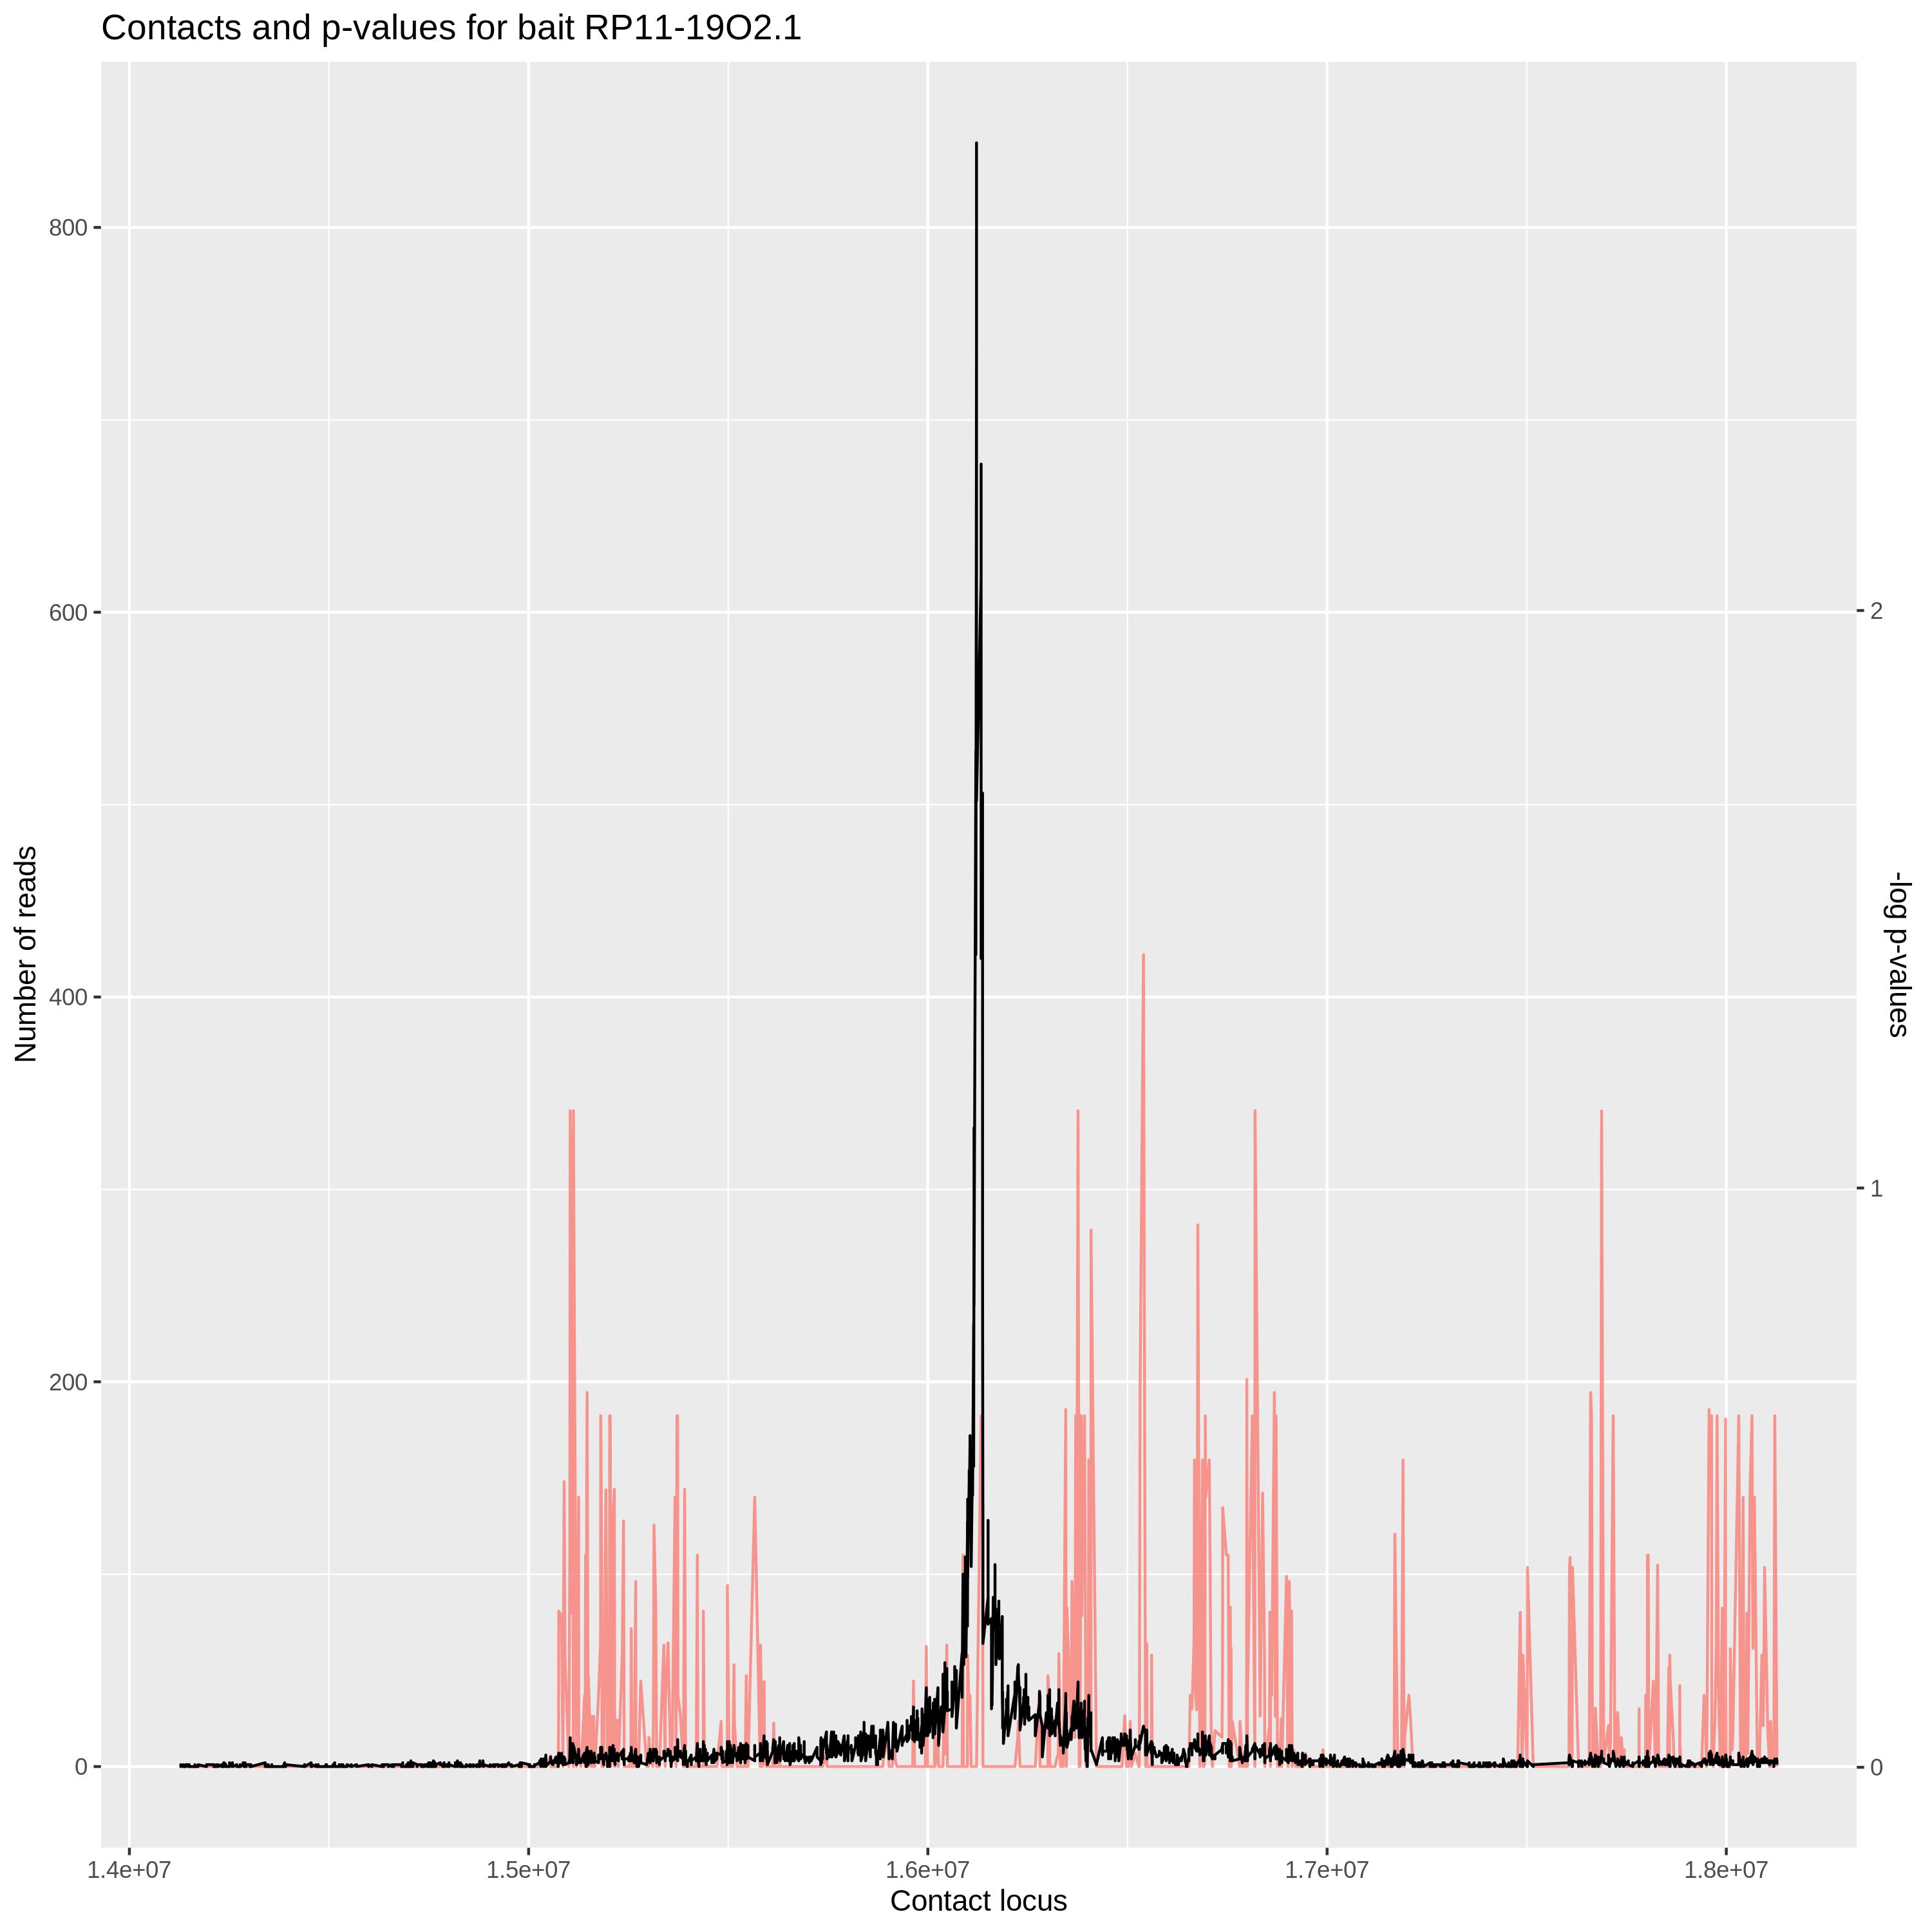 Contacts and p-values for bait RP11-19O2.1
800
600
400
200
0
Number of reads
2
1
0
-log p-values
1.4e+07
1.5e+07
1.6e+07
1.7e+07
1.8e+07
Contact locus